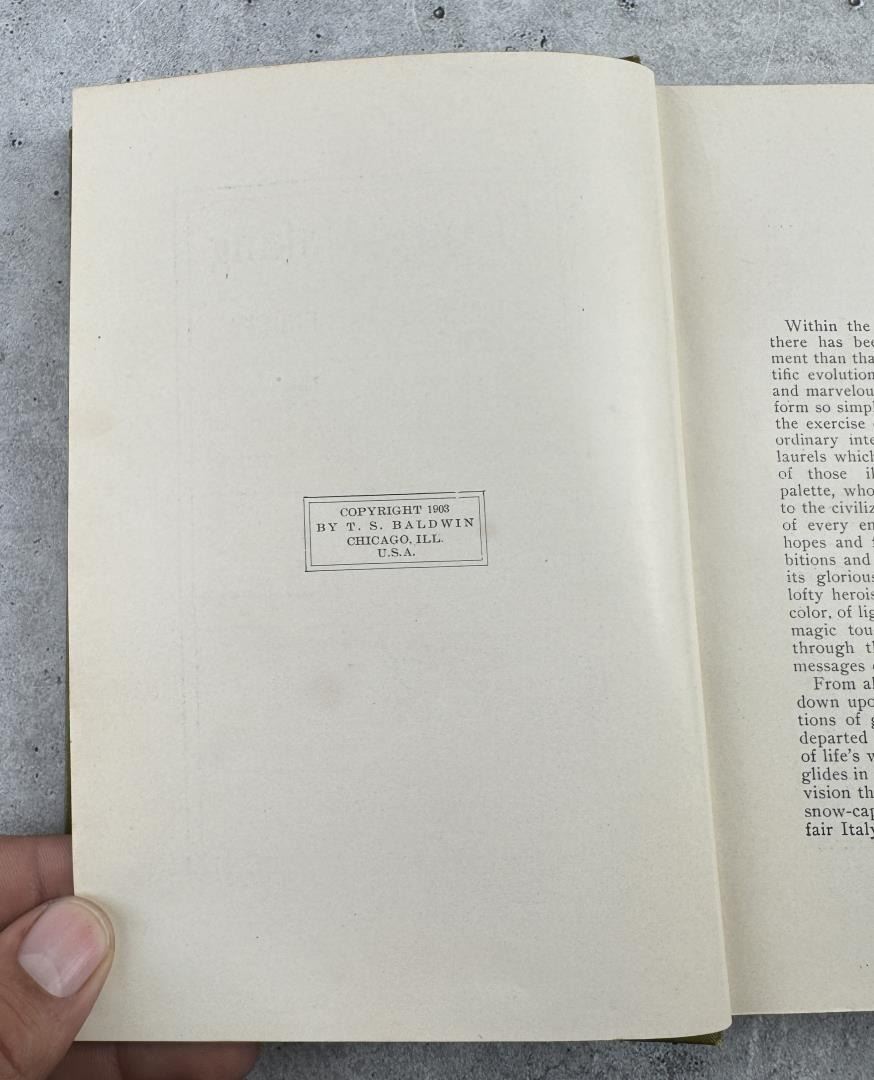 COPYRIGHT 1903
BY T. S. BALDWIN
CHICAGO, ILL.
U.S.A.
Within the
there has bee
ment than tha
tific evolution
and marvelou
form so simpl
the exercise
ordinary inte
laurels which
of those il
palette, who
to the civiliz
of every en
hopes and
bitions and
its glorious
lofty herois
color, of lig
magic tou
through th
messages
From al
down upo
tions of g
departed
of life's w
glides in
vision th
snow-cap
fair Italy